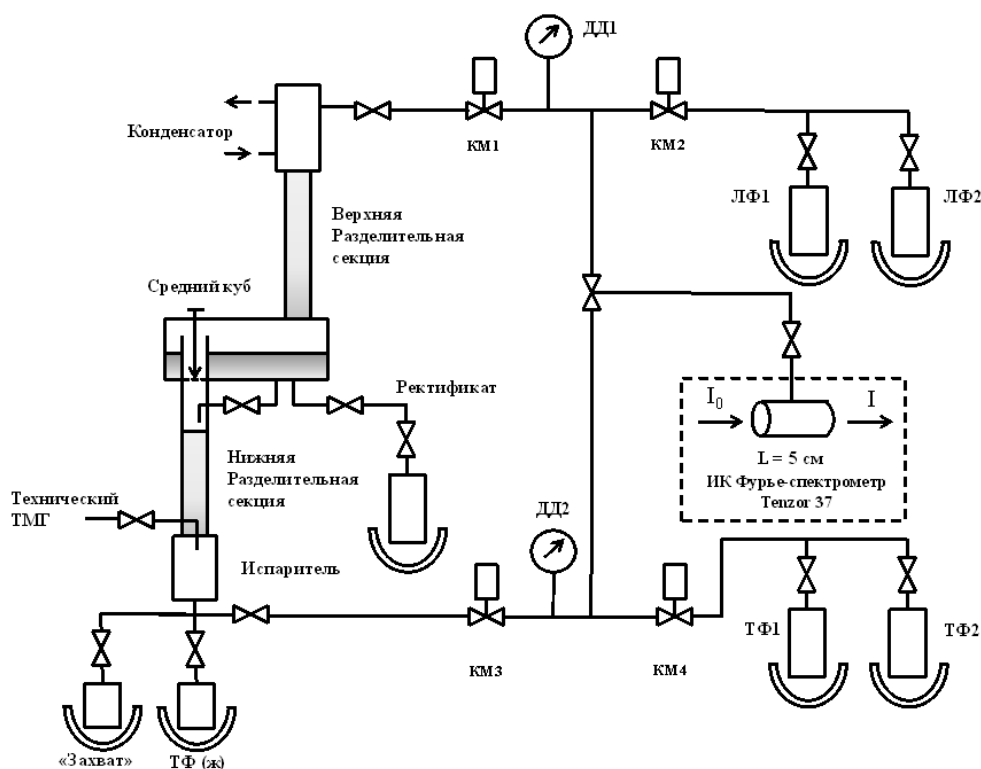 ДД1
Конденсатор
КМ1
КМ2
ЛФ1
ЛФ2
Верхняя
Разделительная
секция
Средний куб
Ректификат
I₀
I
L = 5 см
ИК Фурье-спектрометр
Tenzor 37
Нижняя
Разделительная
секция
Технический
ТМГ
ДД2
Испаритель
ТФ1
ТФ2
КМ3
КМ4
«Захват»
ТФ (ж)